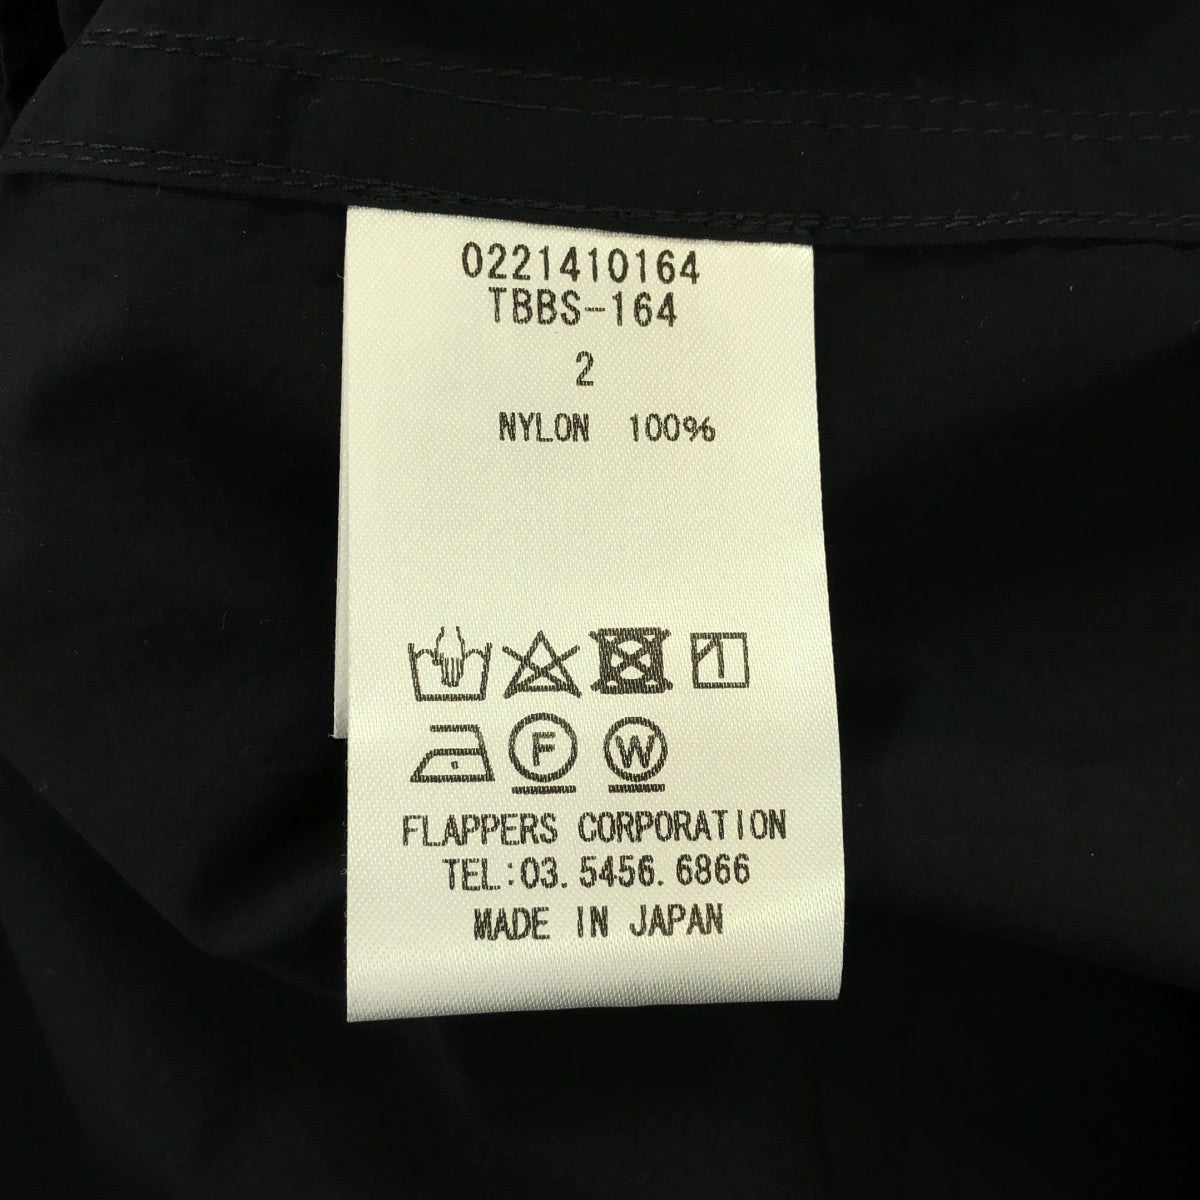 0221410164
TBBS-164
2
NYLON 100%
F W
FLAPPERS CORPORATION
TEL:03.5456.6866
MADE IN JAPAN